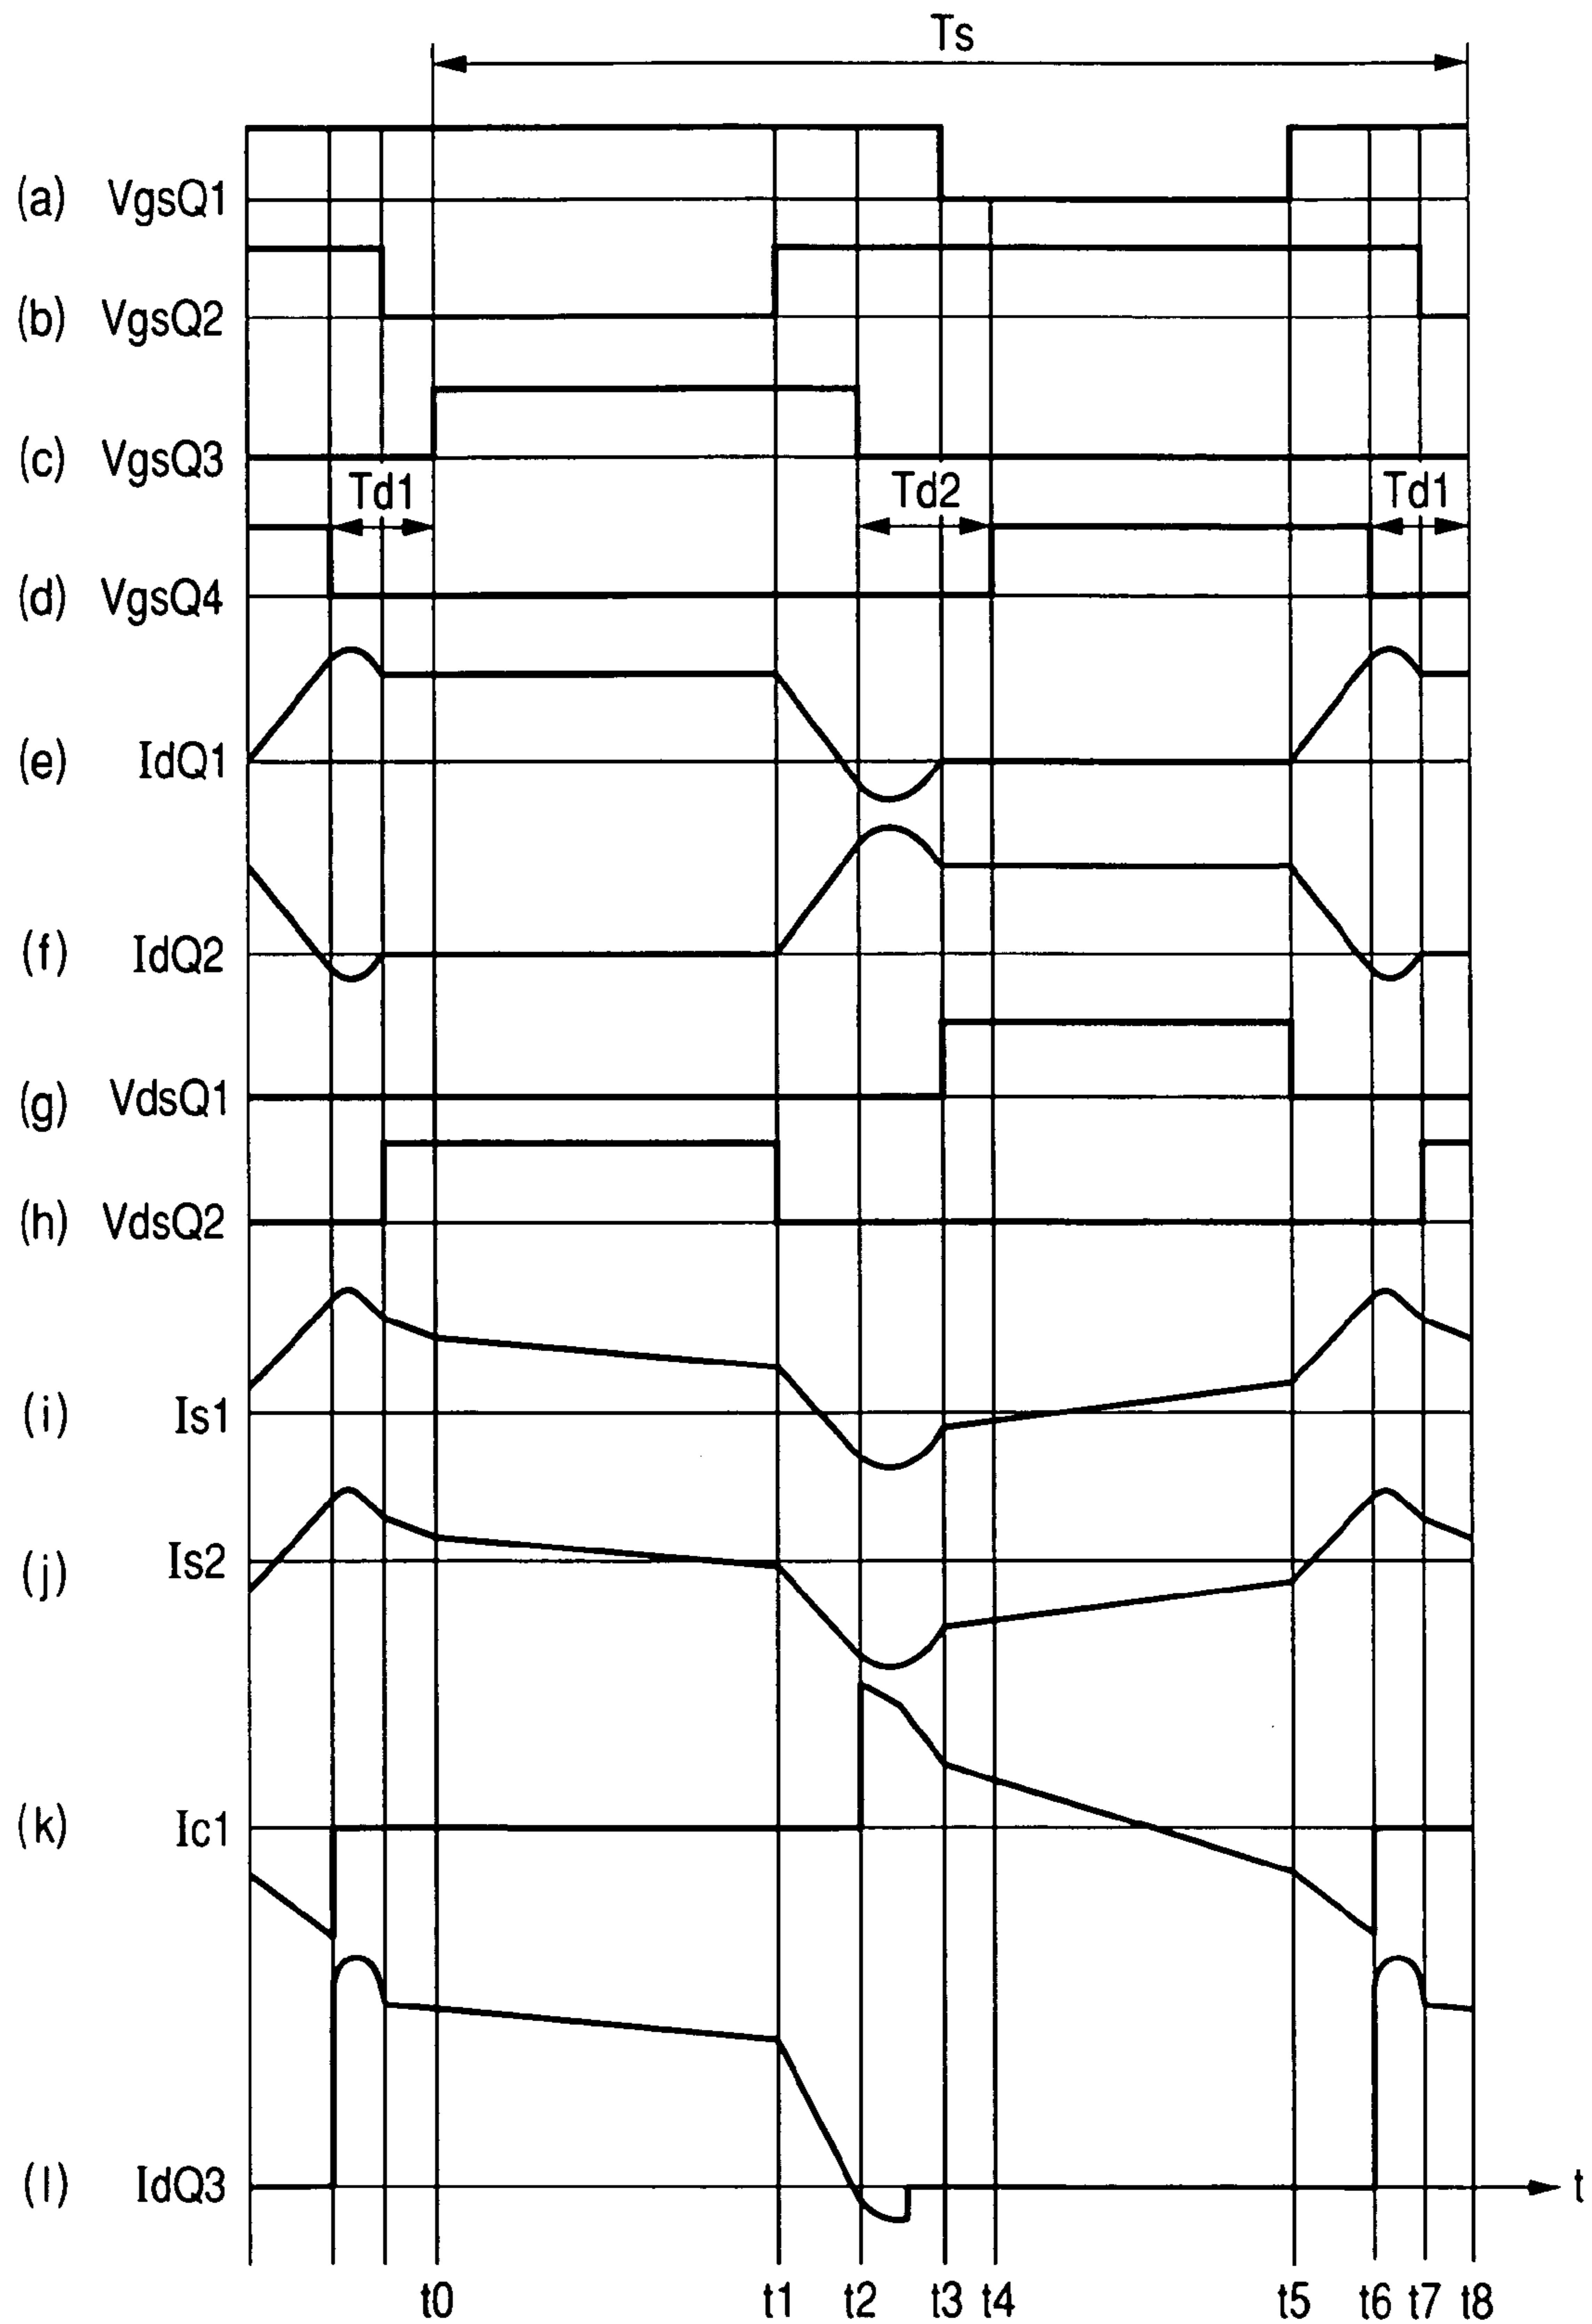 Ts
(a) VgsQ1
(b) VgsQ2
(c) VgsQ3
Td1 Td2 Td1
(d) VgsQ4
(e) IdQ1
(f) IdQ2
(g) VdsQ1
(h) VdsQ2
(i) Is1
(j) Is2
(k) Ic1
(l) IdQ3 t
t0 t1 t2 t3 t4 t5 t6 t7 t8